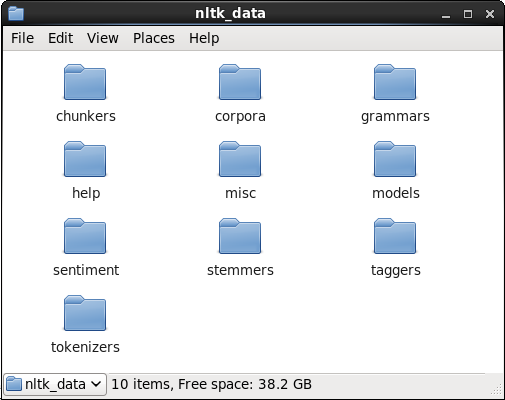 nltk_data
File Edit View Places Help
chunkers corpora grammars
help misc models
sentiment stemmers taggers
tokenizers
nltk_data 10 items, Free space: 38.2 GB